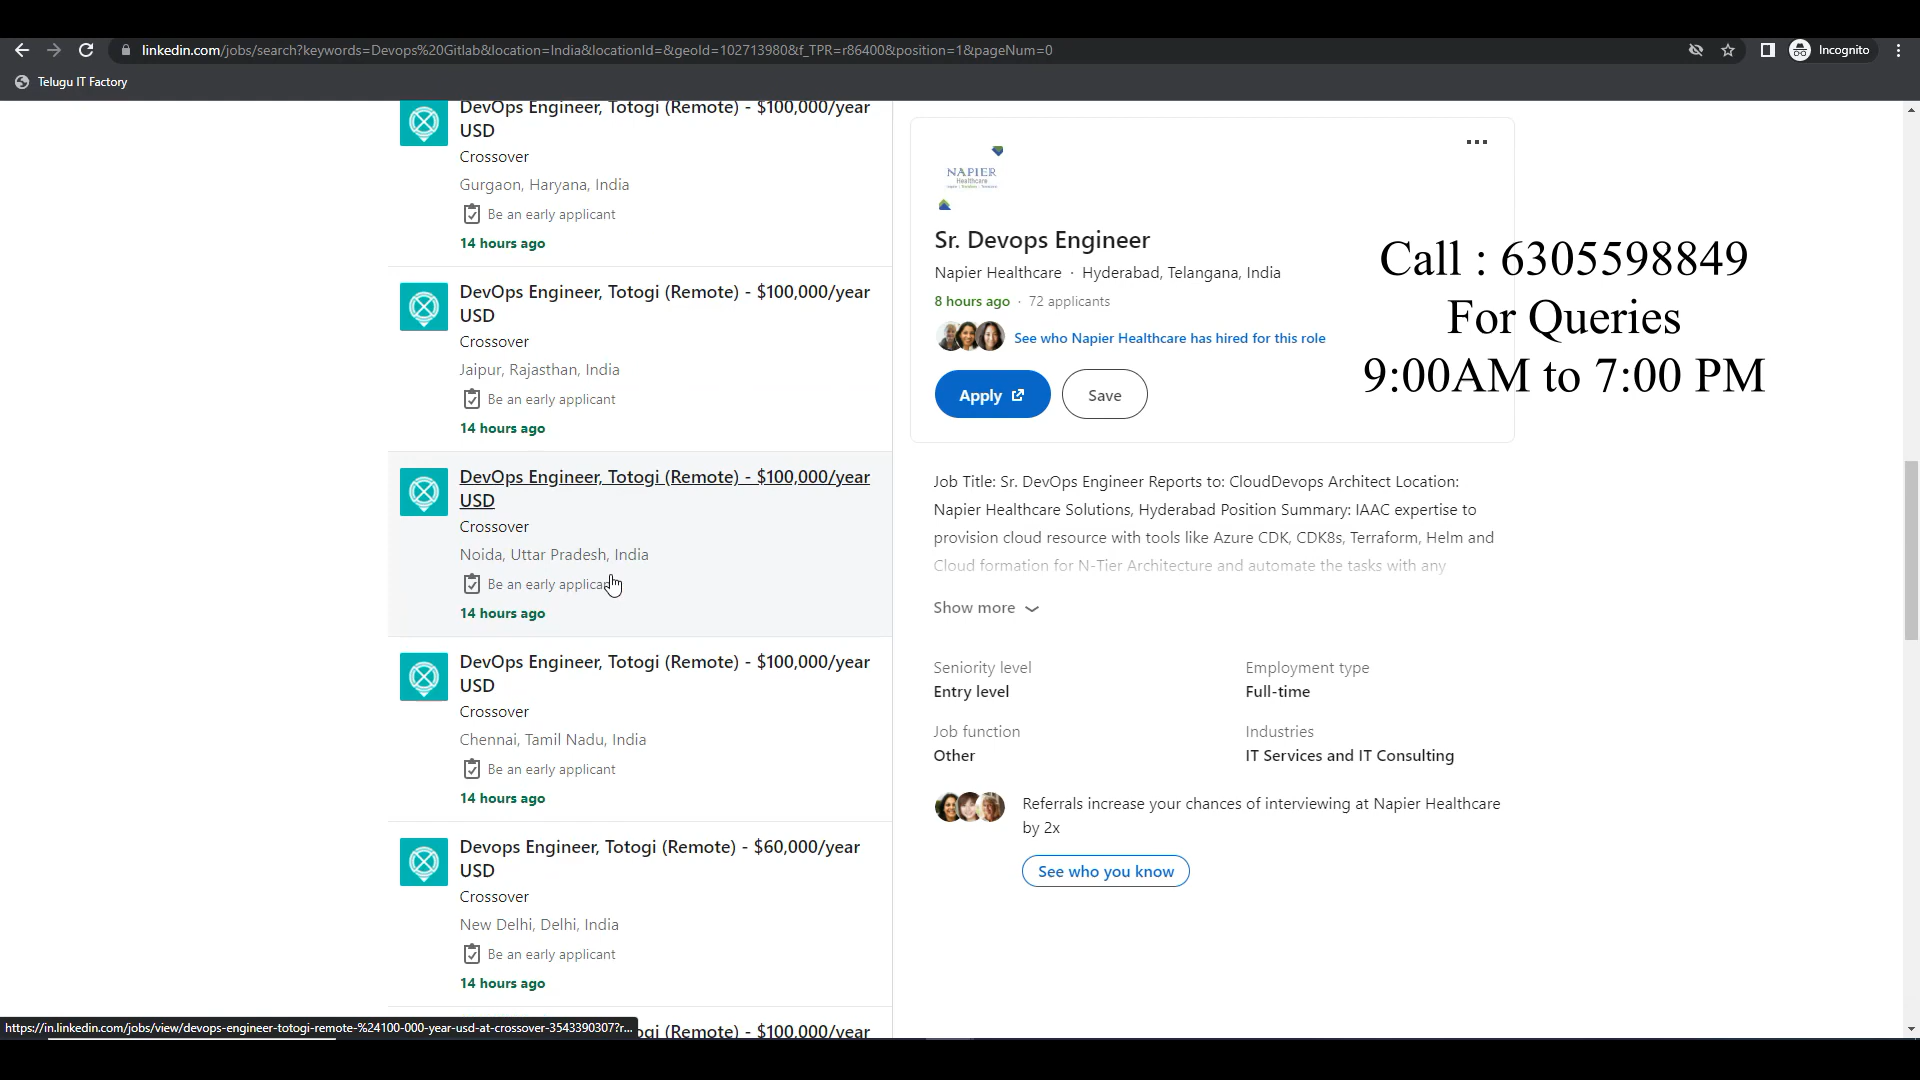 linkedin.com/jobs/search?keywords=Devops%20Gitlab&location=India&locationId=&geoId=102713980&f_TPR=r86400&position=1&pageNum=0
Incognito
Telugu IT Factory
DevOps Engineer, Totogi (Remote) - $100,000/year
USD
Crossover
Gurgaon, Haryana, India
Be an early applicant
14 hours ago
DevOps Engineer, Totogi (Remote) - $100,000/year
USD
Crossover
Jaipur, Rajasthan, India
Be an early applicant
14 hours ago
DevOps Engineer, Totogi (Remote) - $100,000/year
USD
Crossover
Noida, Uttar Pradesh, India
Be an early applicant
14 hours ago
DevOps Engineer, Totogi (Remote) - $100,000/year
USD
Crossover
Chennai, Tamil Nadu, India
Be an early applicant
14 hours ago
Devops Engineer, Totogi (Remote) - $60,000/year
USD
Crossover
New Delhi, Delhi, India
Be an early applicant
14 hours ago
ogi (Remote) - $100,000/year
https://in.linkedin.com/jobs/view/devops-engineer-totogi-remote-%24100-000-year-usd-at-crossover-3543390307?r...
NAPIER
Healthcare
Sr. Devops Engineer
Napier Healthcare · Hyderabad, Telangana, India
8 hours ago · 72 applicants
See who Napier Healthcare has hired for this role
Apply
Save
Call : 6305598849
For Queries
9:00AM to 7:00 PM
Job Title: Sr. DevOps Engineer Reports to: CloudDevops Architect Location:
Napier Healthcare Solutions, Hyderabad Position Summary: IAAC expertise to
provision cloud resource with tools like Azure CDK, CDK8s, Terraform, Helm and
Cloud formation for N-Tier Architecture and automate the tasks with any
Show more
Seniority level
Entry level
Employment type
Full-time
Job function
Other
Industries
IT Services and IT Consulting
Referrals increase your chances of interviewing at Napier Healthcare
by 2x
See who you know